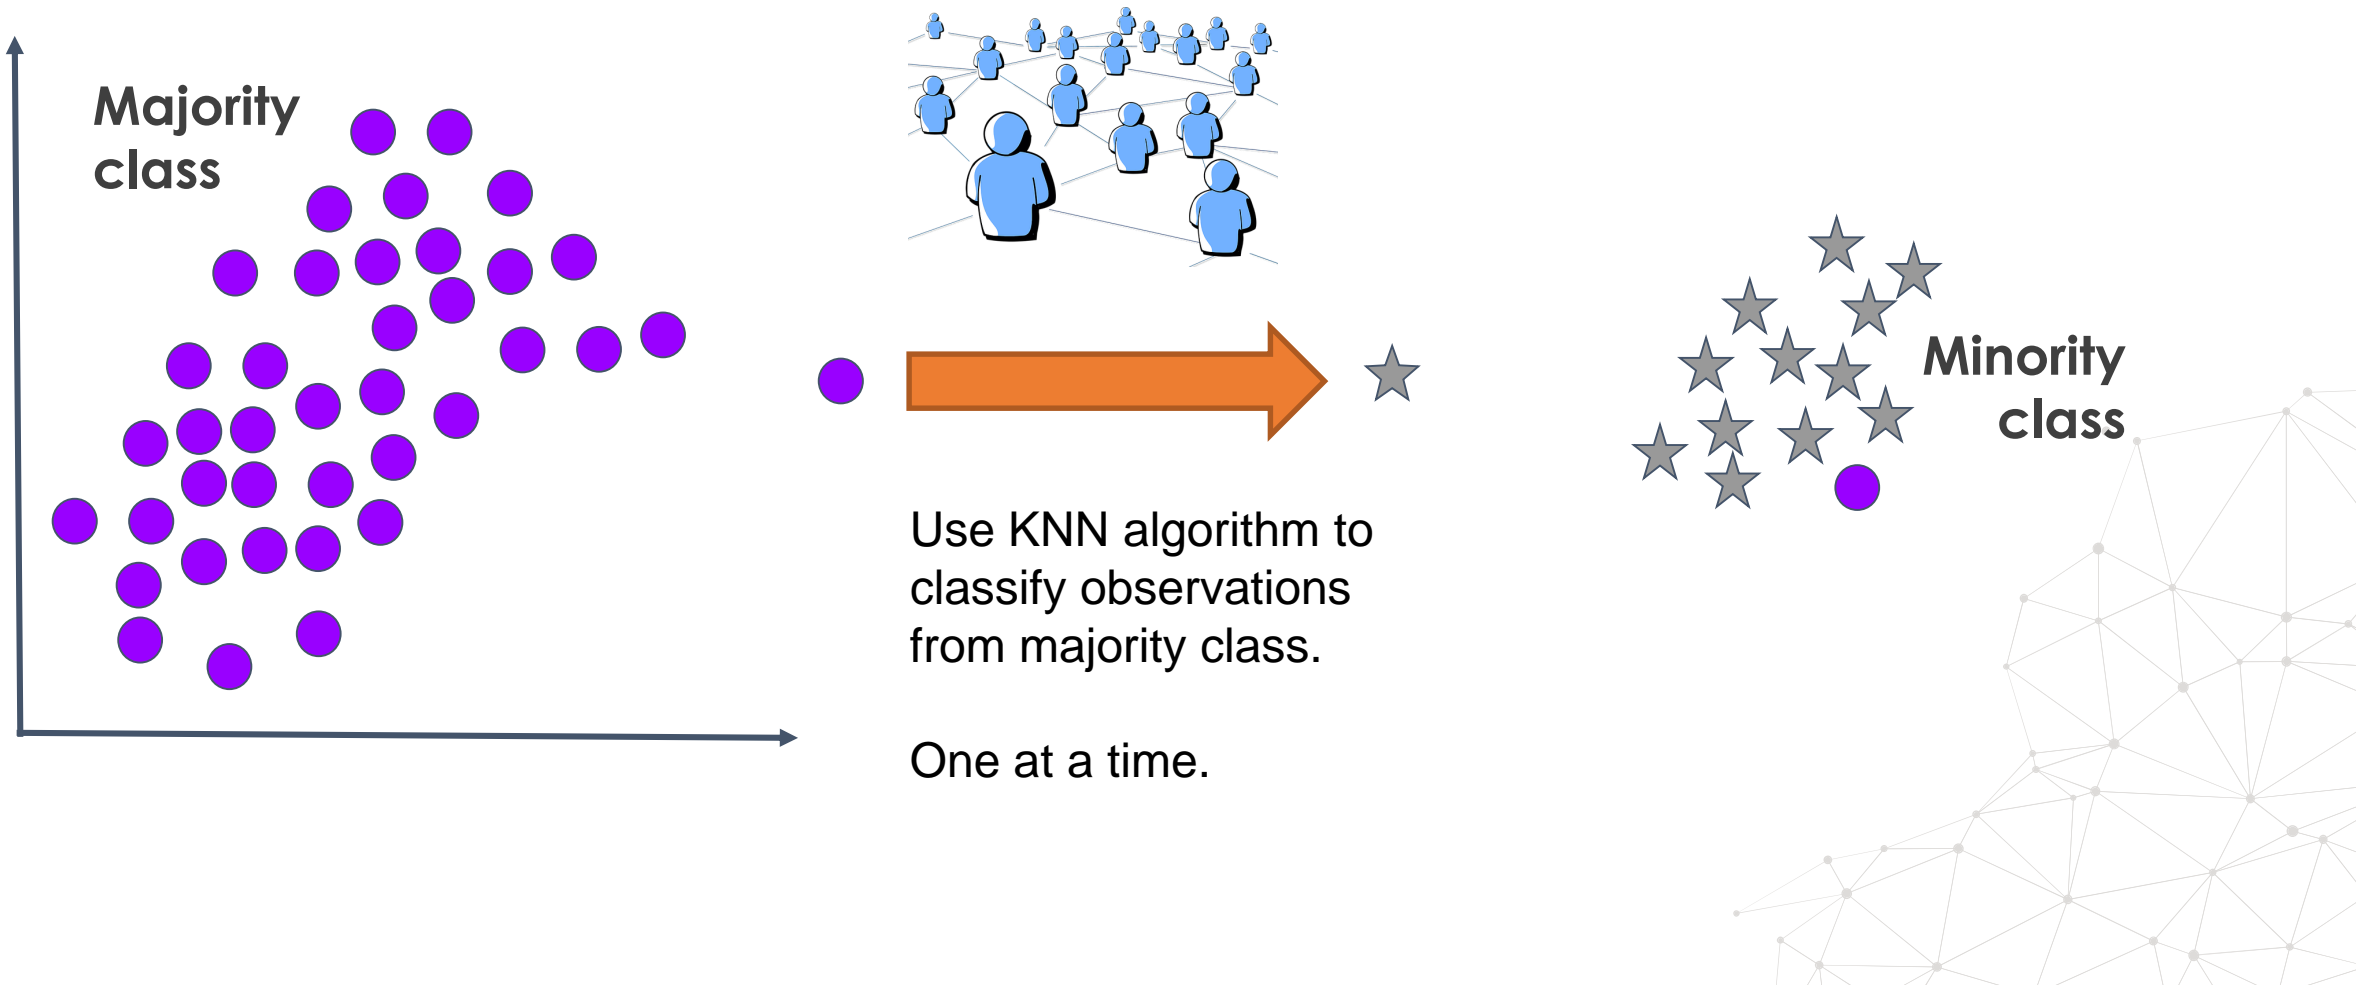 Majority
class
Minority
class
Use KNN algorithm to
classify observations
from majority class.
One at a time.